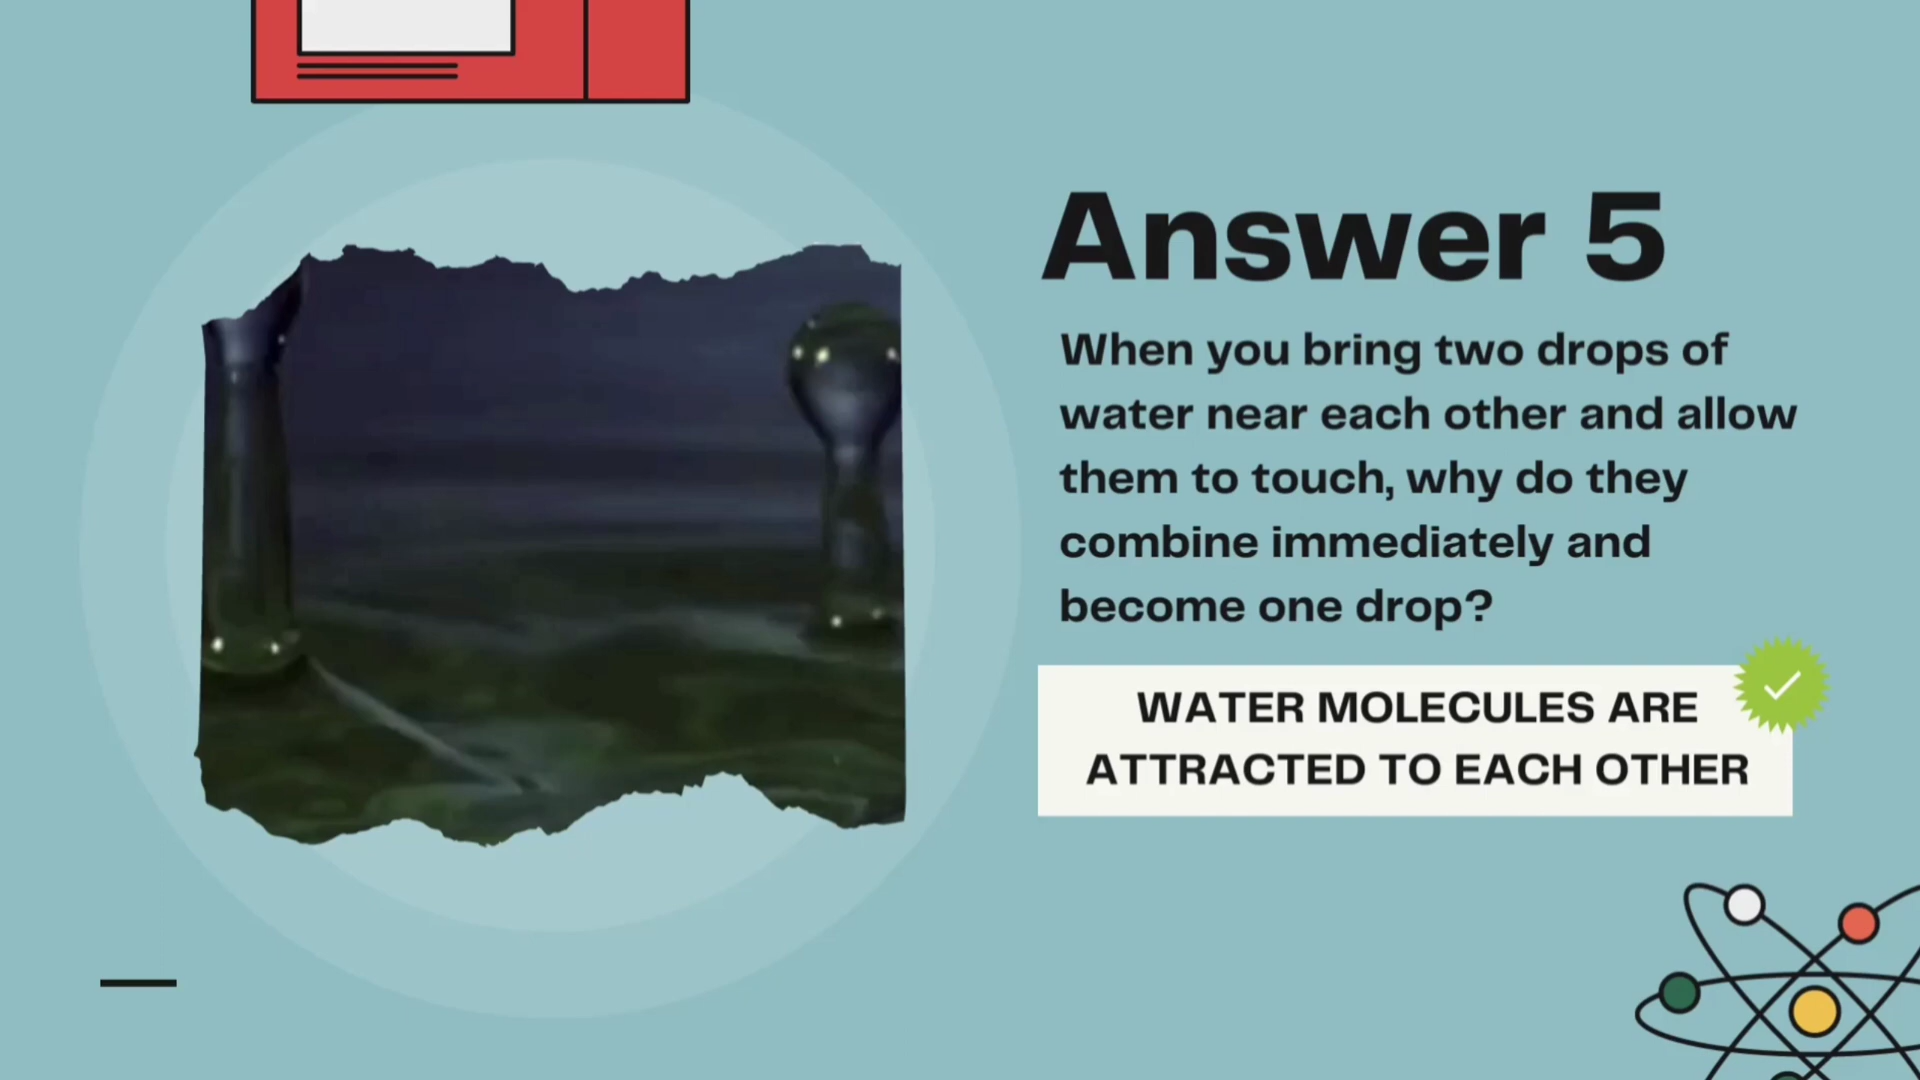 Answer 5
When you bring two drops of
water near each other and allow
them to touch, why do they
combine immediately and
become one drop?
WATER MOLECULES ARE
ATTRACTED TO EACH OTHER